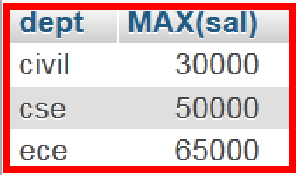 dept MAX(sal)
civil 30000
cse 50000
ece 65000